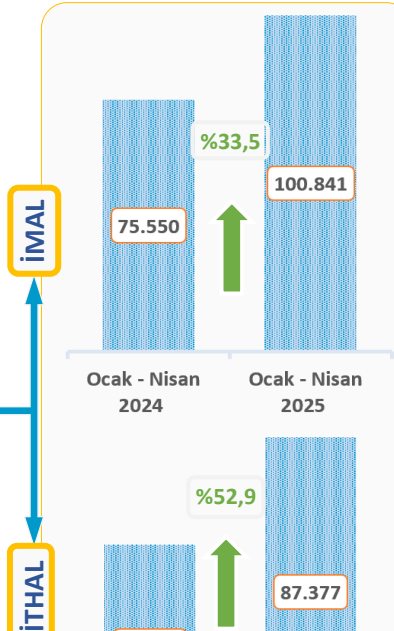 %33,5
100.841
75.550
İMAL
Ocak - Nisan
2024
Ocak - Nisan
2025
%52,9
87.377
İTHAL